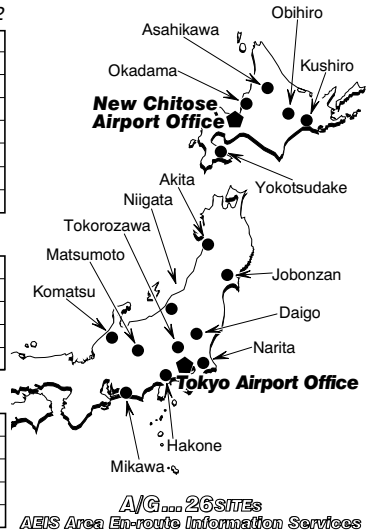 Obihiro
Asahikawa
Kushiro
Okadama
New Chitose
Airport Office
Yokotsudake
Akita
Niigata
Tokorozawa
Matsumoto
Jobonzan
Komatsu
Daigo
Narita
Tokyo Airport Office
Hakone
Mikawa
A/G...26SITEs
AEIS Area En-route Information Services